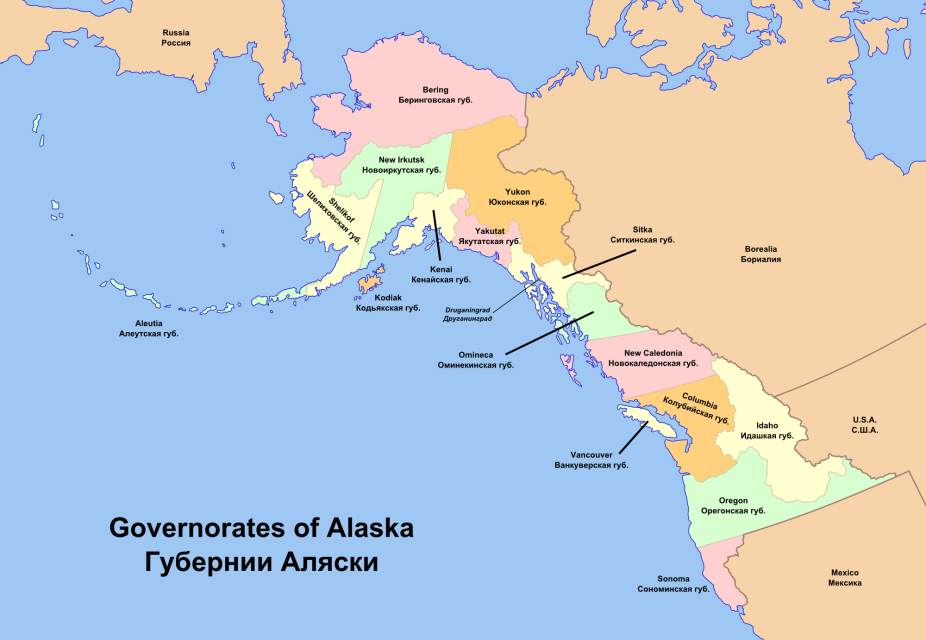 Russia
Россия
Bering
Беринговская губ.
New Irkutsk
Новоиркутская губ.
Yukon
Юконская губ.
Shelikof
Шелиховская губ.
Yakutat
Якутатская губ.
Sitka
Ситкинская губ.
Borealia
Бориалия
Kenai
Кенайская губ.
Kodiak
Кодьякская губ.
Druganingrad
Друганинград
Aleutia
Алеутская губ.
Omineca
Оминекинская губ.
New Caledonia
Новокаледонская губ.
Columbia
Колубийская губ.
Idaho
Идашкая губ.
U.S.A.
С.Ш.А.
Vancouver
Ванкуверская губ.
Oregon
Орегонская губ.
Governorates of Alaska
Губернии Аляски
Sonoma
Сономинская губ.
Mexico
Мексика